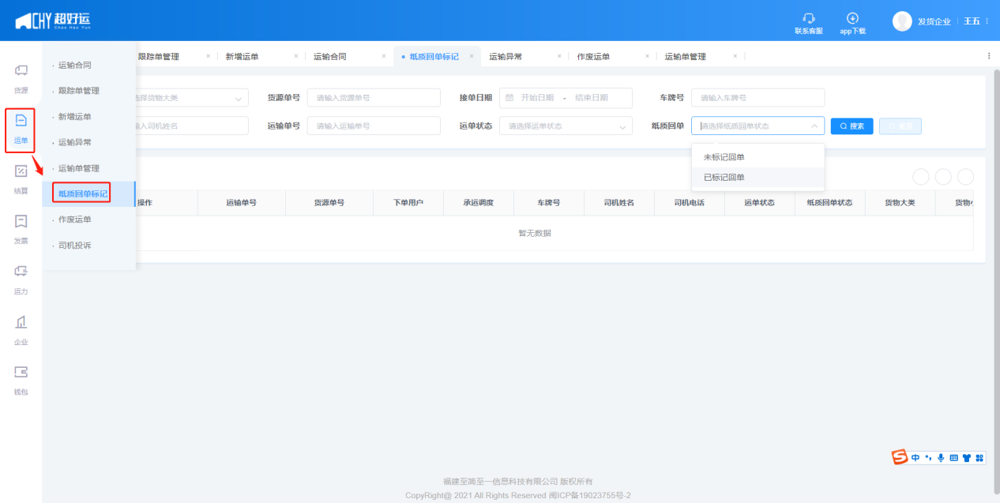 CHY 超好运
Chao Hao Yun
联系客服
app下载
发货企业
王五
货源
运单
结算
发票
运力
企业
钱包
· 运输合同
· 跟踪单管理
· 新增运单
· 运输异常
· 运输单管理
纸质回单标记
· 作废运单
· 司机投诉
跟踪单管理 × 新增运单 × 运输合同 × 纸质回单标记 × 运输异常 × 作废运单 × 运输单管理 ×
选择货物大类 货源单号 请输入货源单号 接单日期 开始日期 - 结束日期 车牌号 请输入车牌号
输入司机姓名 运输单号 请输入运输单号 运单状态 请选择运单状态 纸质回单 请选择纸质回单状态 搜索
未标记回单
已标记回单
操作 运输单号 货源单号 下单用户 承运调度 车牌号 司机姓名 司机电话 运单状态 纸质回单状态 货物大类 货物
暂无数据
中
福建至简至一信息科技有限公司 版权所有
CopyRight@ 2021 All Rights Reserved 闽ICP备19023755号-2